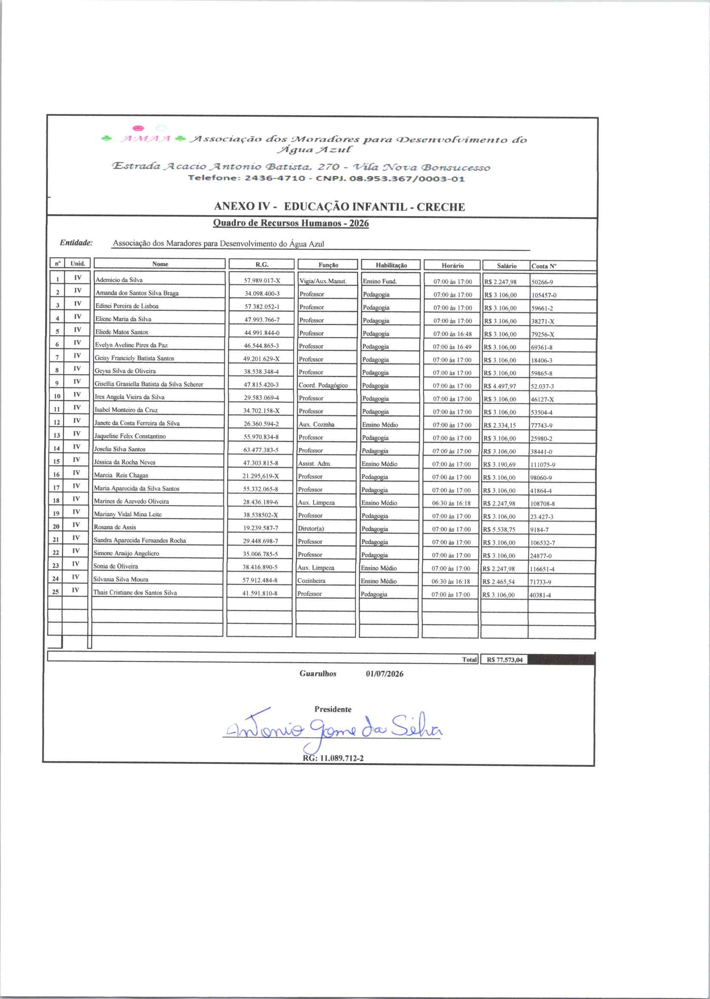 AMAA Associação dos Moradores para Desenvolvimento do
Água Azul
Estrada Acacio Antonio Batista, 270 - Vila Nova Bonsucesso
Telefone: 2436-4710 - CNPJ. 08.953.367/0003-01
ANEXO IV - EDUCAÇÃO INFANTIL - CRECHE
Quadro de Recursos Humanos - 2026
Entidade: Associação dos Maradores para Desenvolvimento do Água Azul
nº Unid. Nome R.G. Função Habilitação Horário Salário Conta Nº
1 IV Ademicio da Silva 57.989.017-X Vigia/Aux.Manut. Ensino Fund. 07:00 às 17:00 R$ 2.247,98 50266-9
2 IV Amanda dos Santos Silva Braga 34.098.400-3 Professor Pedagogia 07:00 às 17:00 R$ 3.106,00 105457-0
3 IV Edinei Pereira de Lisboa 57.382.052-1 Professor Pedagogia 07:00 às 17:00 R$ 3.106,00 59661-2
4 IV Eliene Maria da Silva 47.993.766-7 Professor Pedagogia 07:00 às 17:00 R$ 3.106,00 38271-X
5 IV Eliede Matos Santos 44.991.844-0 Professor Pedagogia 07:00 às 16:48 R$ 3.106,00 79256-X
6 IV Evelyn Aveline Pires da Paz 46.544.865-3 Professor Pedagogia 07:00 às 16:49 R$ 3.106,00 69361-8
7 IV Geisy Franciely Batista Santos 49.201.629-X Professor Pedagogia 07:00 às 17:00 R$ 3.106,00 18406-3
8 IV Geysa Silva de Oliveira 38.538.348-4 Professor Pedagogia 07:00 às 17:00 R$ 3.106,00 59865-8
9 IV Giselllia Grasiella Batista da Silva Scherer 47.815.420-3 Coord. Pedagógico Pedagogia 07:00 às 17:00 R$ 4.497,97 52.037-3
10 IV Ires Angela Vieira da Silva 29.583.069-4 Professor Pedagogia 07:00 às 17:00 R$ 3.106,00 46127-X
11 IV Isabel Monteiro da Cruz 34.702.158-X Professor Pedagogia 07:00 às 17:00 R$ 3.106,00 53504-4
12 IV Janete da Costa Ferreira da Silva 26.360.594-2 Aux. Cozinha Ensino Médio 07:00 às 17:00 R$ 2.334,15 77743-9
13 IV Jaqueline Felix Constantino 55.970.834-8 Professor Pedagogia 07:00 às 17:00 R$ 3.106,00 25980-2
14 IV Joselia Silva Santos 63.477.383-5 Professor Pedagogia 07:00 às 17:00 R$ 3.106,00 38441-0
15 IV Jéssica da Rocha Neves 47.303.815-8 Assist. Adm. Ensino Médio 07:00 às 17:00 R$ 3.190,69 111075-9
16 IV Marcia Reis Chagas 21.295,619-X Professor Pedagogia 07:00 às 17:00 R$ 3.106,00 98060-9
17 IV Maria Aparecida da Silva Santos 55.332.065-8 Professor Pedagogia 07:00 às 17:00 R$ 3.106,00 41864-4
18 IV Marines de Azevedo Oliveira 28.436.189-6 Aux. Limpeza Ensino Médio 06:30 às 16:18 R$ 2.247,98 108708-8
19 IV Mariany Vidal Mina Leite 38.538502-X Professor Pedagogia 07:00 às 17:00 R$ 3.106,00 23.427-3
20 IV Rosana de Assis 19.239.587-7 Diretor(a) Pedagogia 07:00 às 17:00 R$ 5.538,75 9184-7
21 IV Sandra Aparecida Fernandes Rocha 29.448.698-7 Professor Pedagogia 07:00 às 17:00 R$ 3.106,00 106532-7
22 IV Simone Araújo Angeliero 35.006.785-5 Professor Pedagogia 07:00 às 17:00 R$ 3.106,00 24877-0
23 IV Sonia de Oliveira 38.416.890-5 Aux. Limpeza Ensino Médio 07:00 às 17:00 R$ 2.247,98 116651-4
24 IV Silvania Silva Moura 57.912.484-8 Cozinheira Ensino Médio 06:30 às 16:18 R$ 2.465,54 71733-9
25 IV Thais Cristiane dos Santos Silva 41.591.810-8 Professor Pedagogia 07:00 às 17:00 R$ 3.106,00 40381-4
Total R$ 77.573,04
Guarulhos 01/07/2026
Presidente
Antonio Gome da Silva
RG: 11.089.712-2